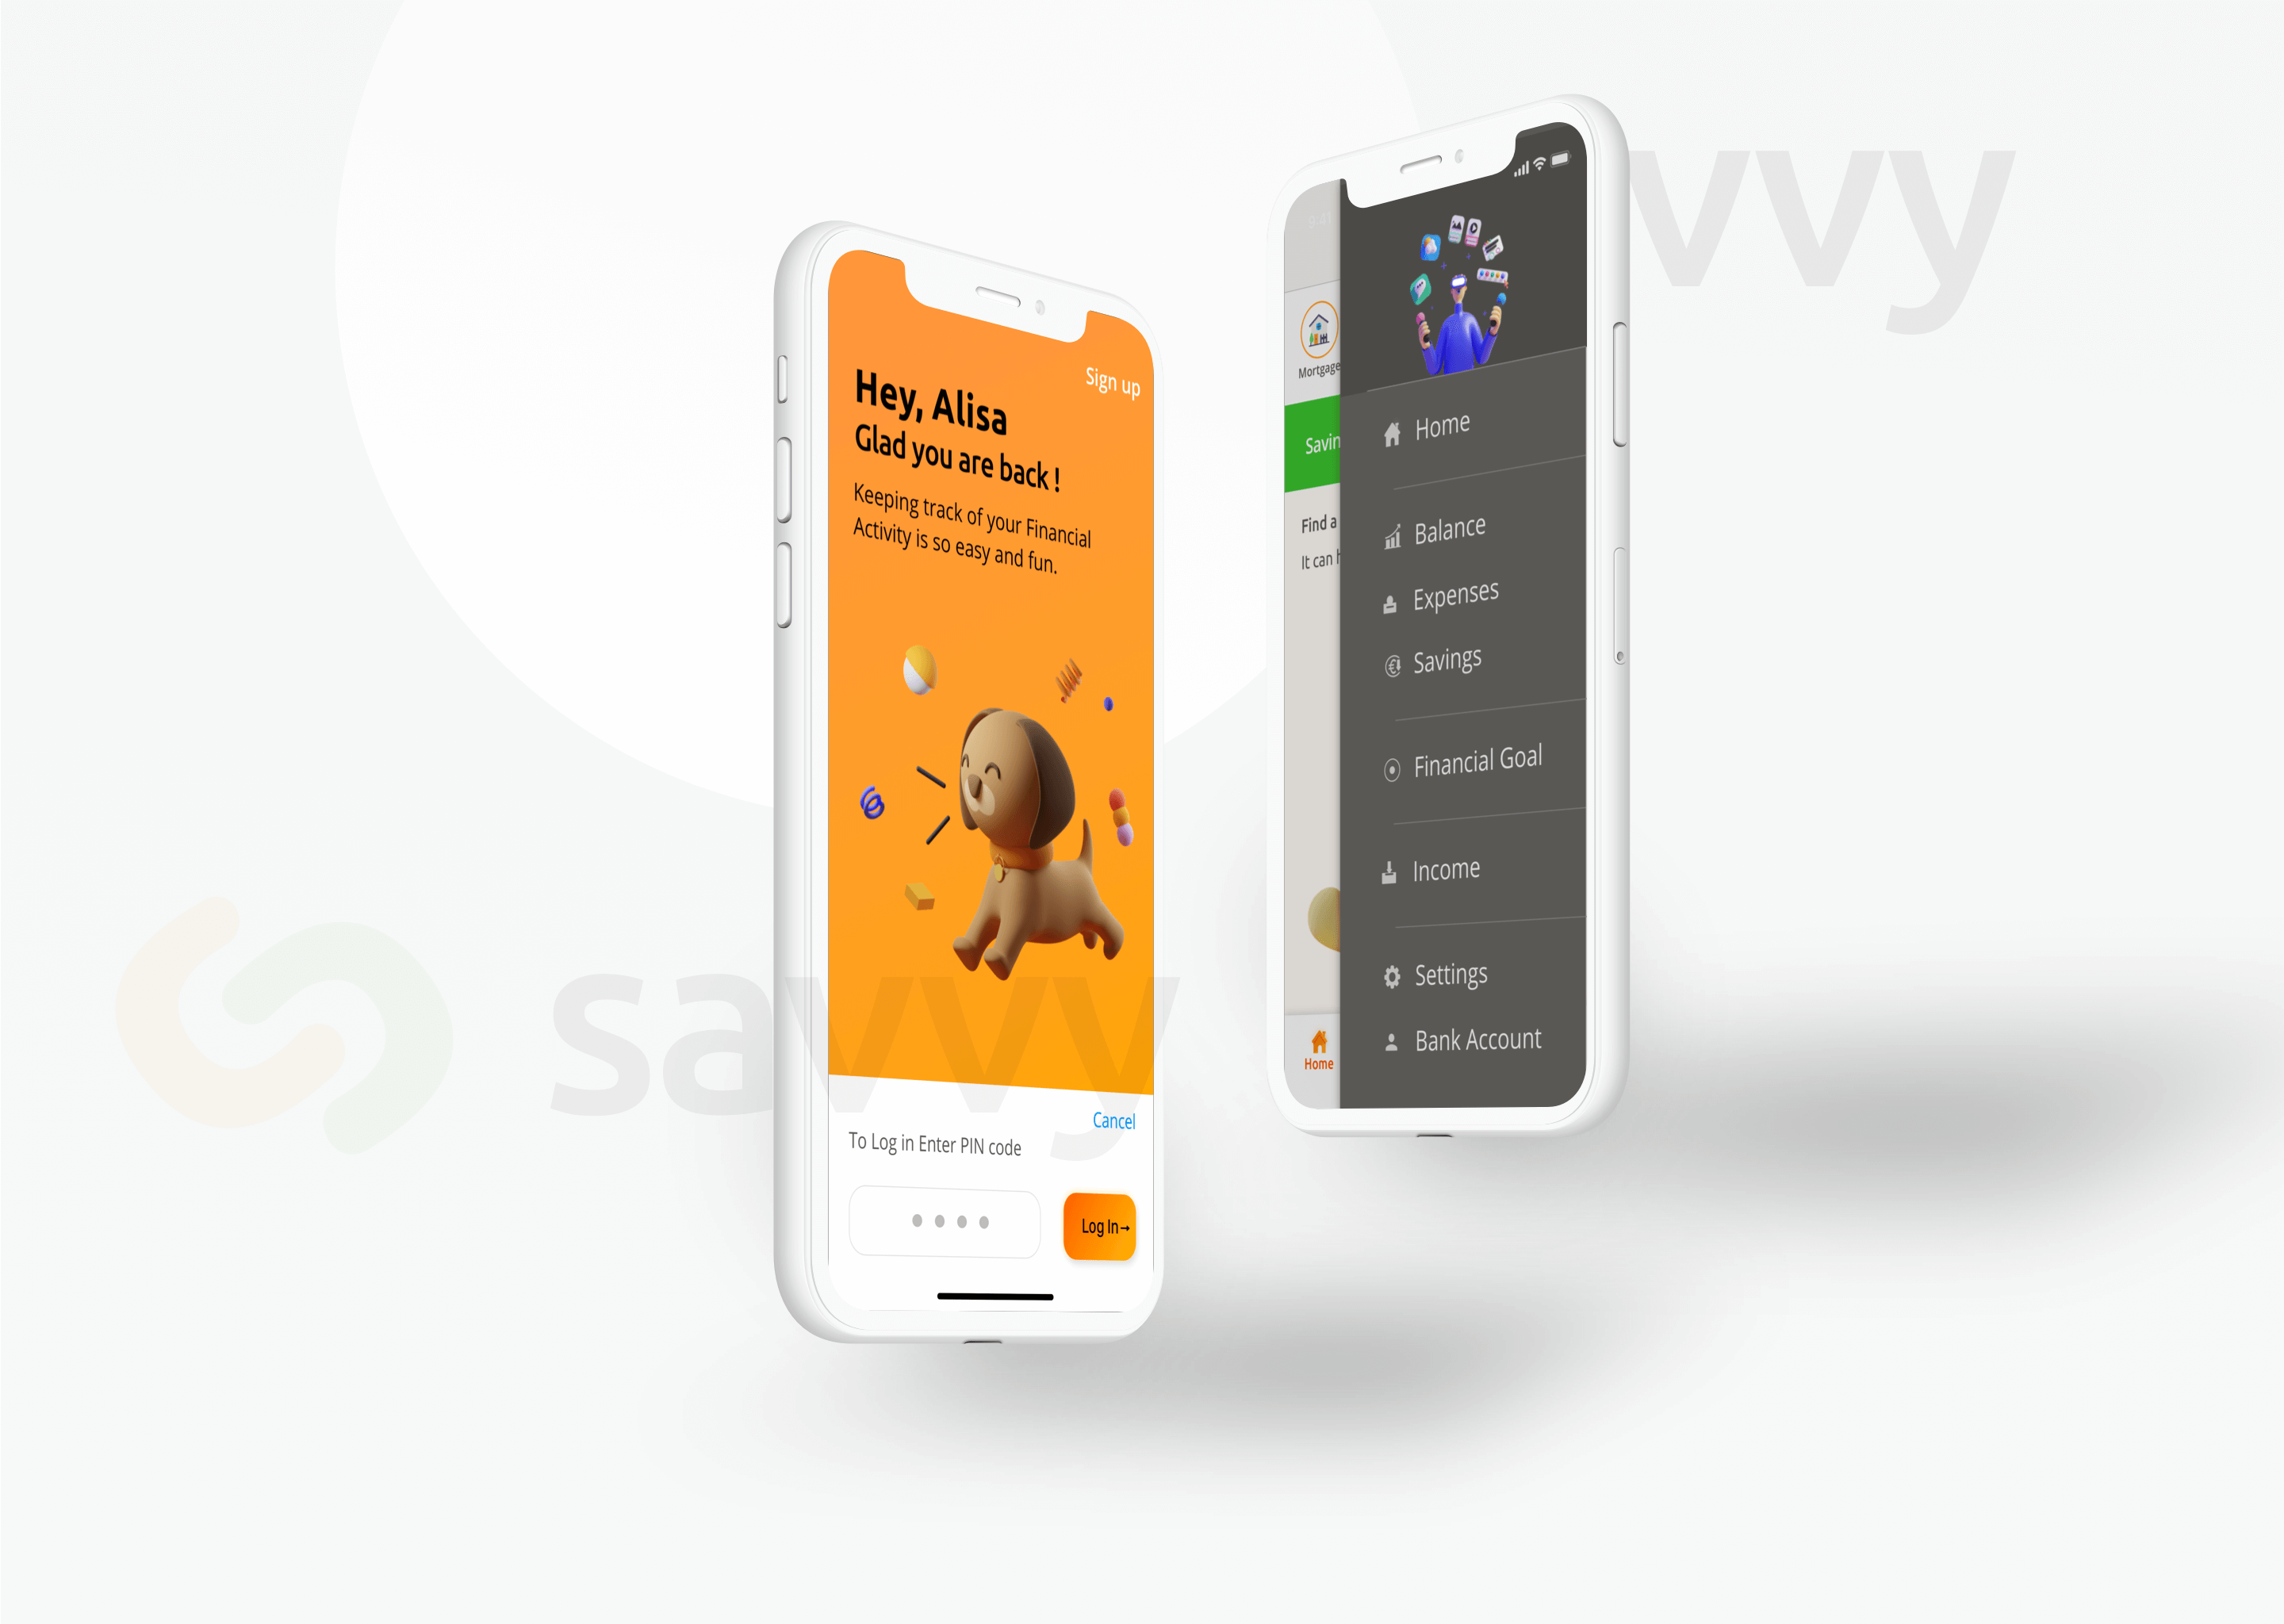 Sign up
Hey, Alisa
Glad you are back !
Keeping track of your Financial
Activity is so easy and fun.
savvy
Cancel
To Log in Enter PIN code
Log In→
vvy
9:41
Mortgage
Savin
Find a
It can
Home
Home
Balance
Expenses
Savings
Financial Goal
Income
Settings
Bank Account